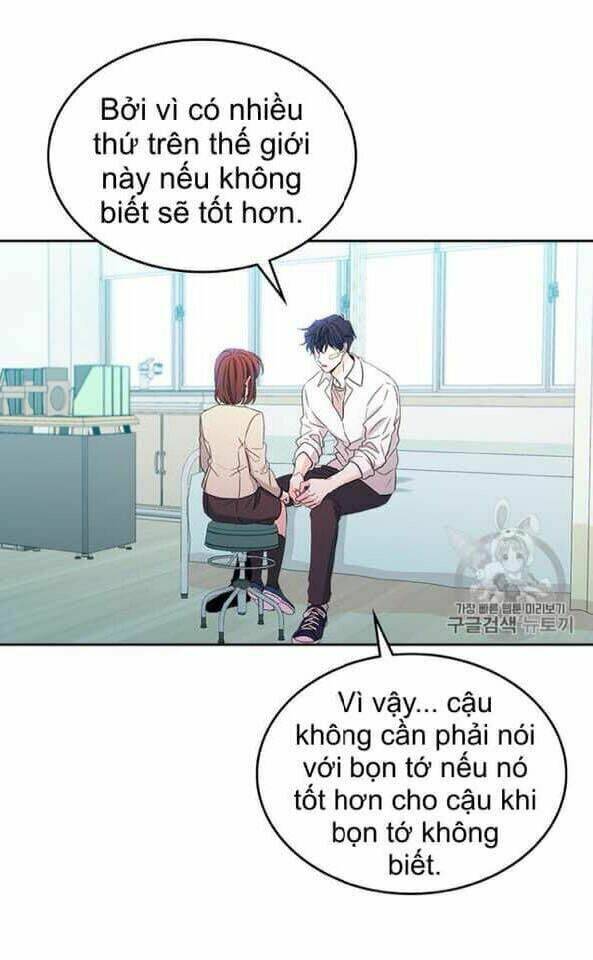 Bởi vì có nhiều
thứ trên thế giới
này nếu không
biết sẽ tốt hơn.
가장 빠른 웹툰 미리보기
구글검색 뉴토끼
Vì vậy... cậu
không cần phải nói
với bọn tớ nếu nó
tốt hơn cho cậu khi
bọn tớ không
biết.